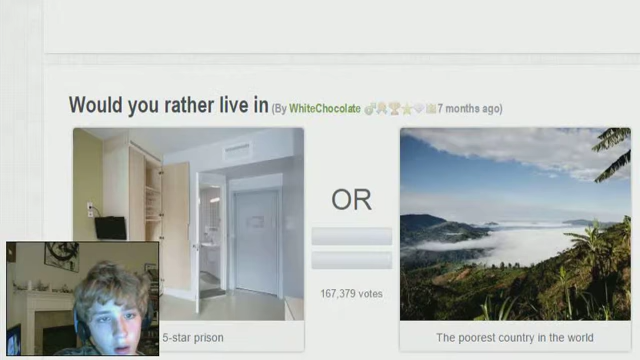 Would you rather live in (By WhiteChocolate 7 months ago)
OR
167,379 votes
5-star prison
The poorest country in the world